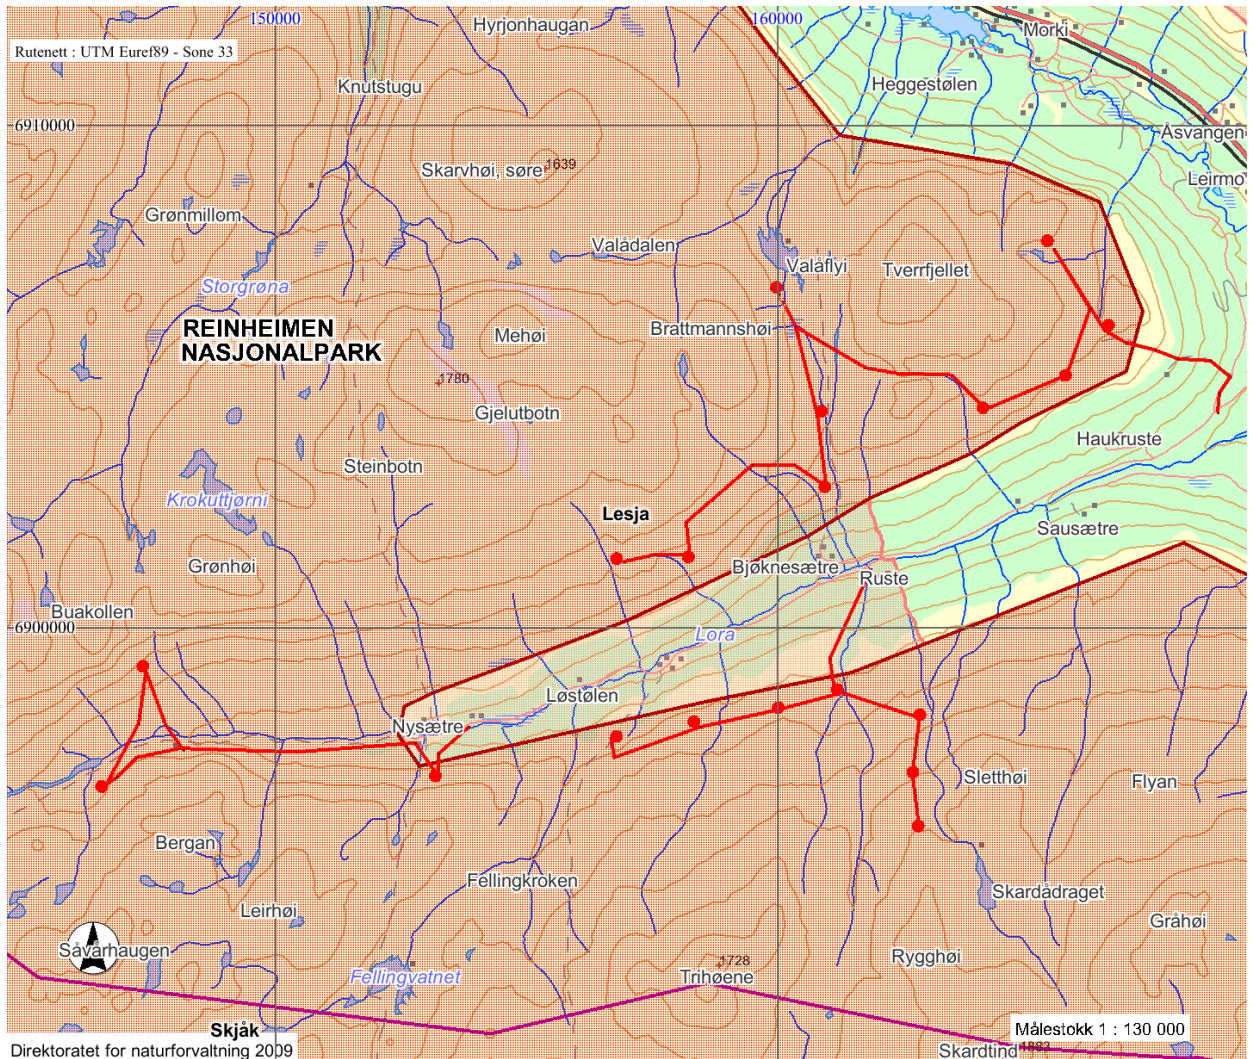 150000
160000
Hyrjonhaugan
Morki
Rutenett : UTM Euref89 - Sone 33
Knutstugu
Heggestølen
6910000
Åsvangen
Skarvhøi, søre
1639
Leirmo
Grønmillom
Valådalen
Valåflyi
Tverrfjellet
Storgrøna
REINHEIMEN
NASJONALPARK
Mehøi
Brattmannshøi
1780
Gjelutbotn
Haukruste
Steinbotn
Krokuttjørni
Lesja
Sausætre
Grønhøi
Bjøknesætre
Ruste
Buakollen
6900000
Lora
Løstølen
Nysætre
Sletthøi
Flyan
Bergan
Fellingkroken
Skardådraget
Leirhøi
Gråhøi
Såvarhaugen
Rygghøi
1728
Fellingvatnet
Trihøene
Skjåk
Målestokk 1 : 130 000
Direktoratet for naturforvaltning 2009
Skardtind
1883